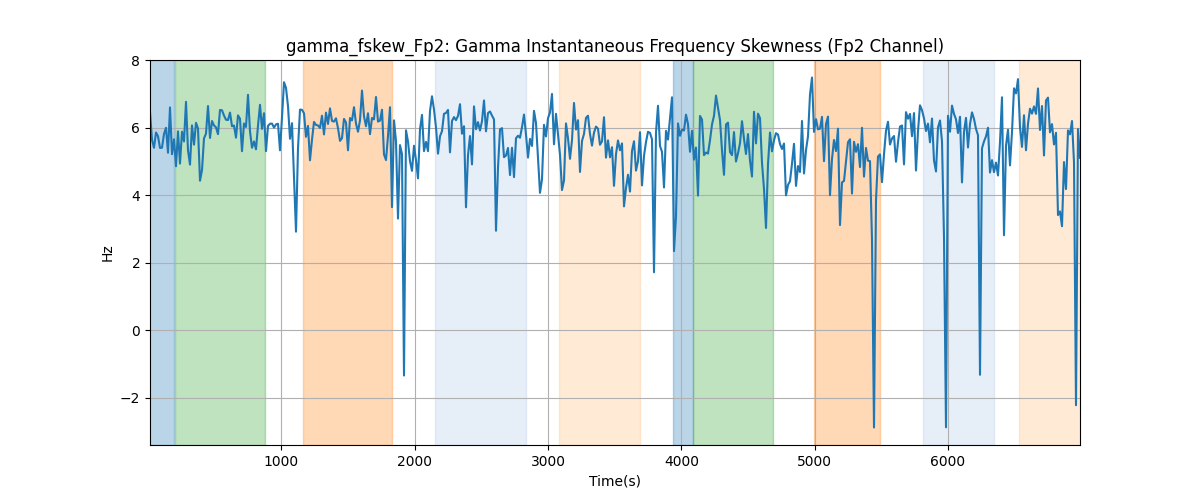 gamma_fskew_Fp2: Gamma Instantaneous Frequency Skewness (Fp2 Channel)
8
6
4
2
0
−2
Hz
1000 2000 3000 4000 5000 6000
Time(s)